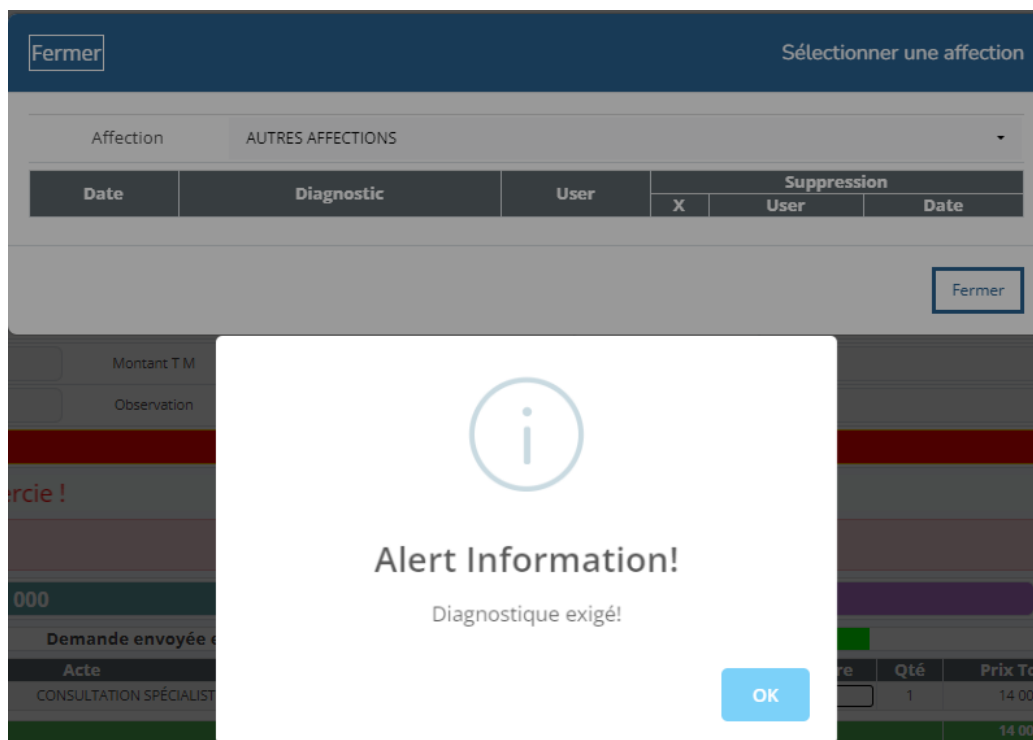 Fermer Sélectionner une affection
Affection AUTRES AFFECTIONS
Date Diagnostic User Suppression
X User Date
Fermer
Montant T M
Observation
ercie !
Alert Information!
000
Diagnostique exigé!
Demande envoyée e
Acte re Qté Prix To
CONSULTATION SPÉCIALIST 1 14 00
OK
14 00